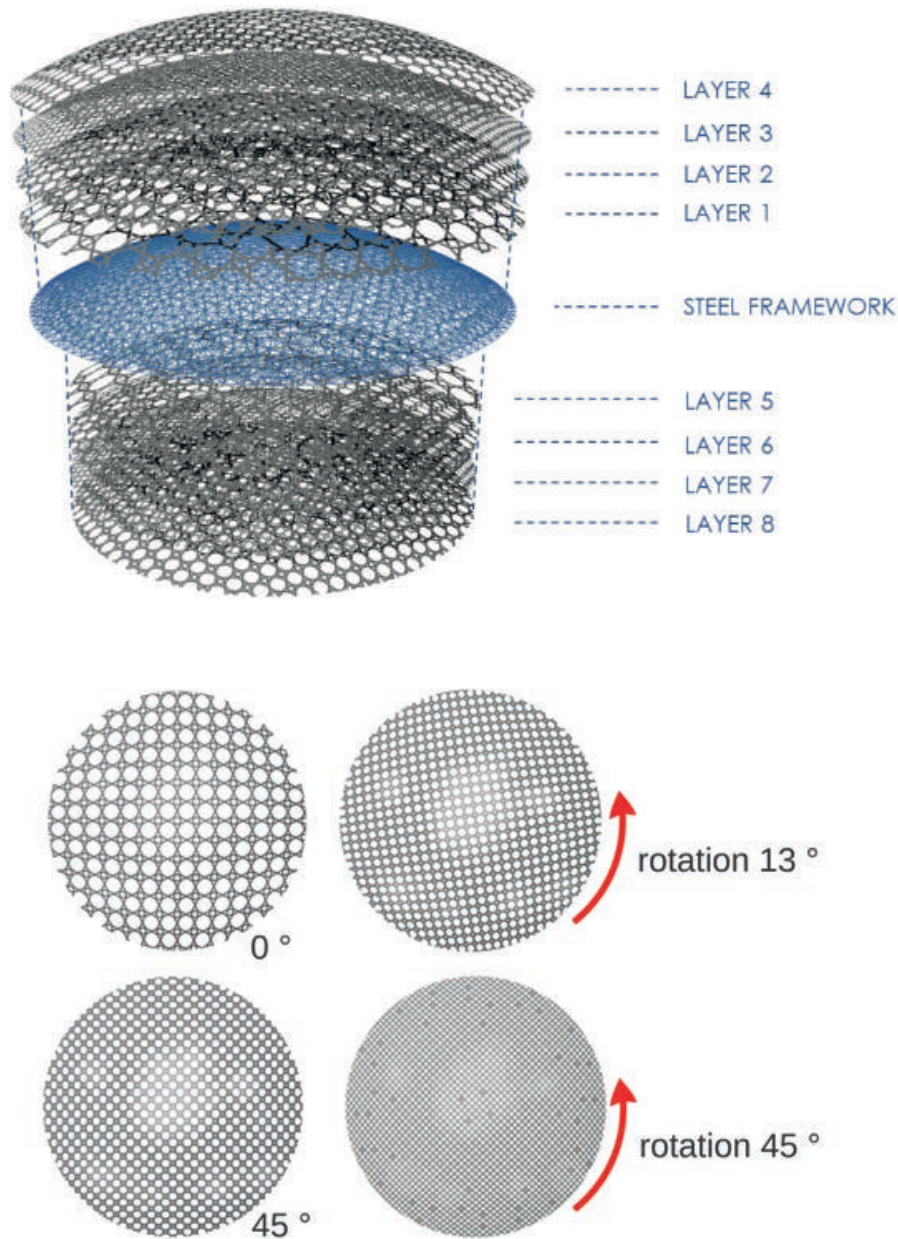 LAYER 4
LAYER 3
LAYER 2
LAYER 1
STEEL FRAMEWORK
LAYER 5
LAYER 6
LAYER 7
LAYER 8
rotation 13 °
0 °
rotation 45 °
45 °